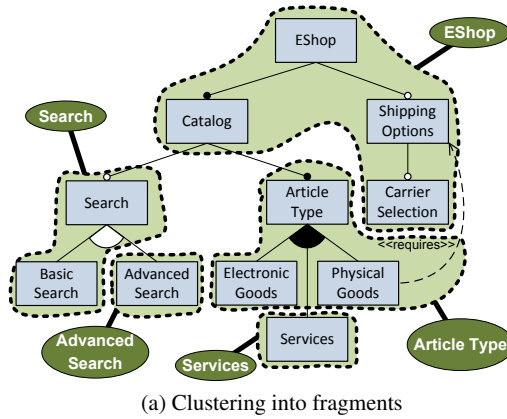 EShop
EShop
Search
Catalog
Shipping
Options
Search
Article
Type
Carrier
Selection
<<requires>>
Basic
Search
Advanced
Search
Electronic
Goods
Physical
Goods
Advanced
Search
Services
Services
Article Type
(a) Clustering into fragments